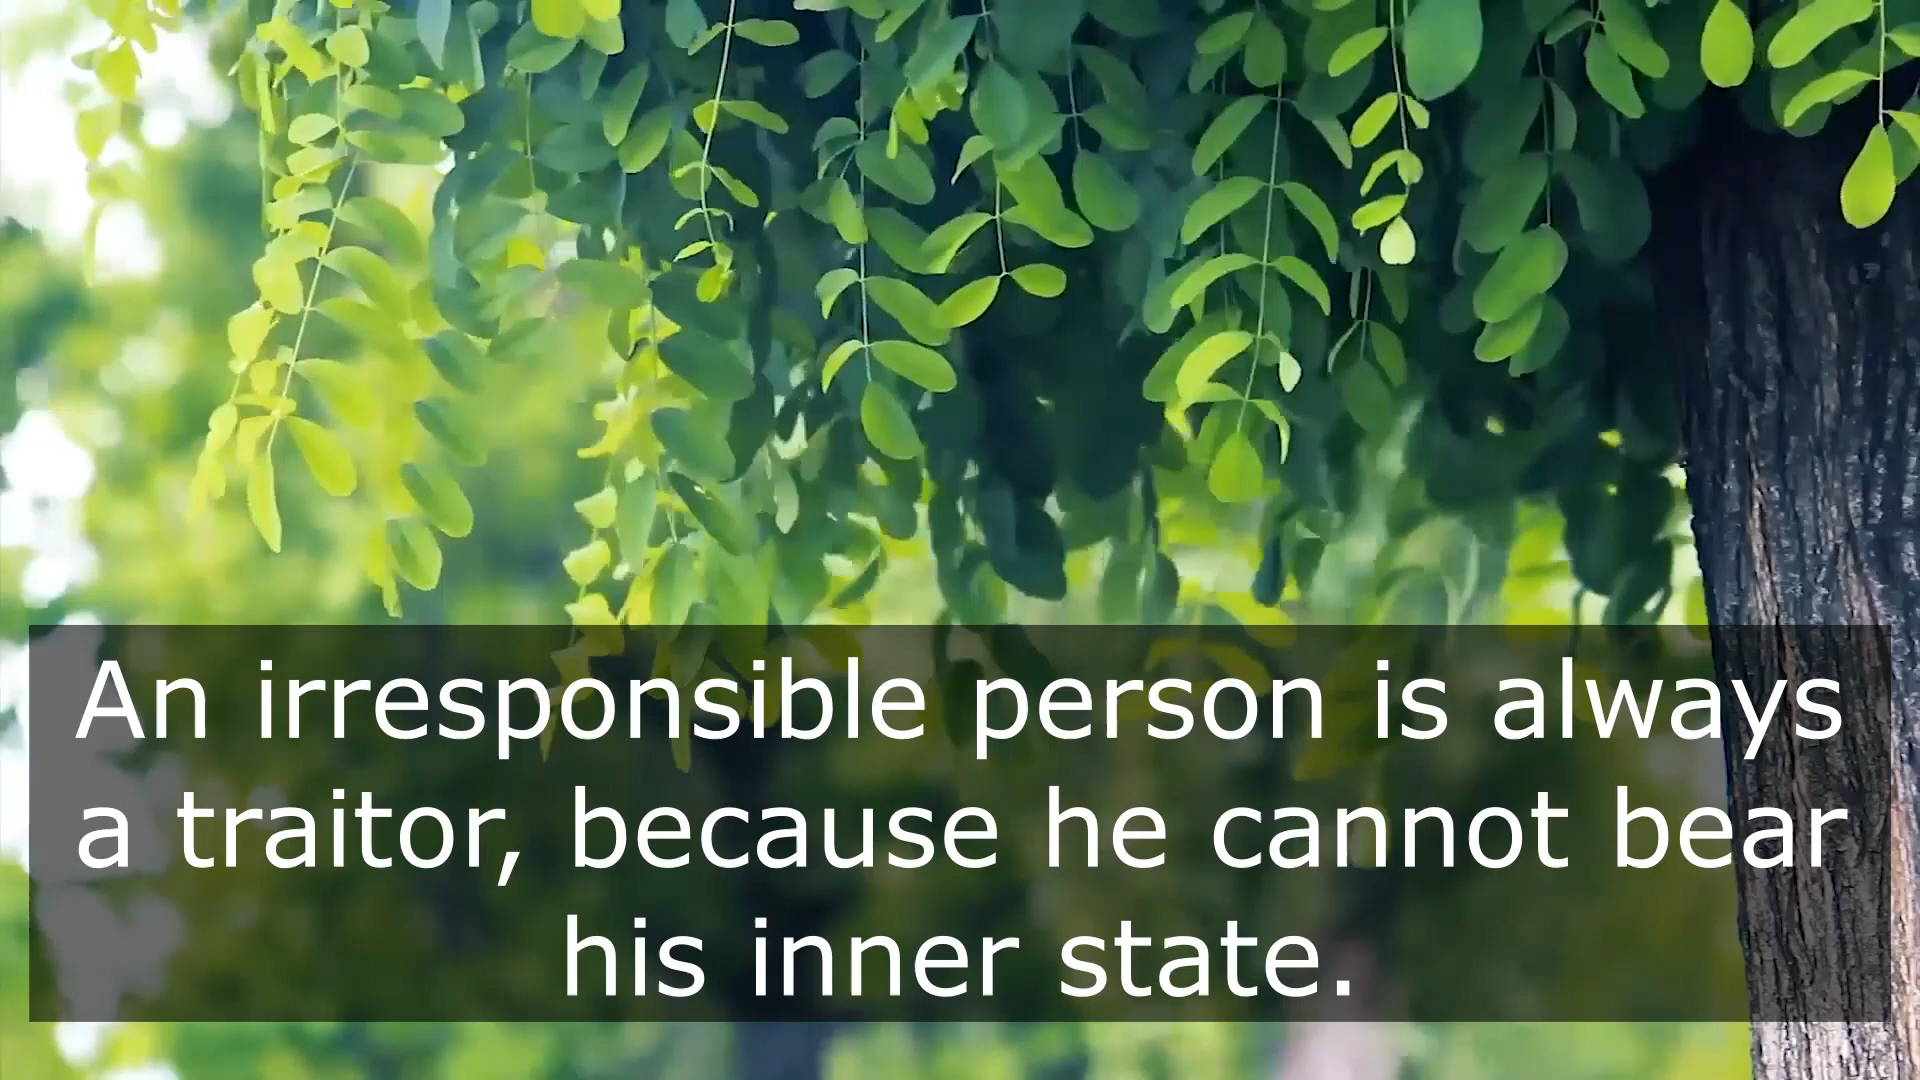 An irresponsible person is always
a traitor, because he cannot bear
his inner state.